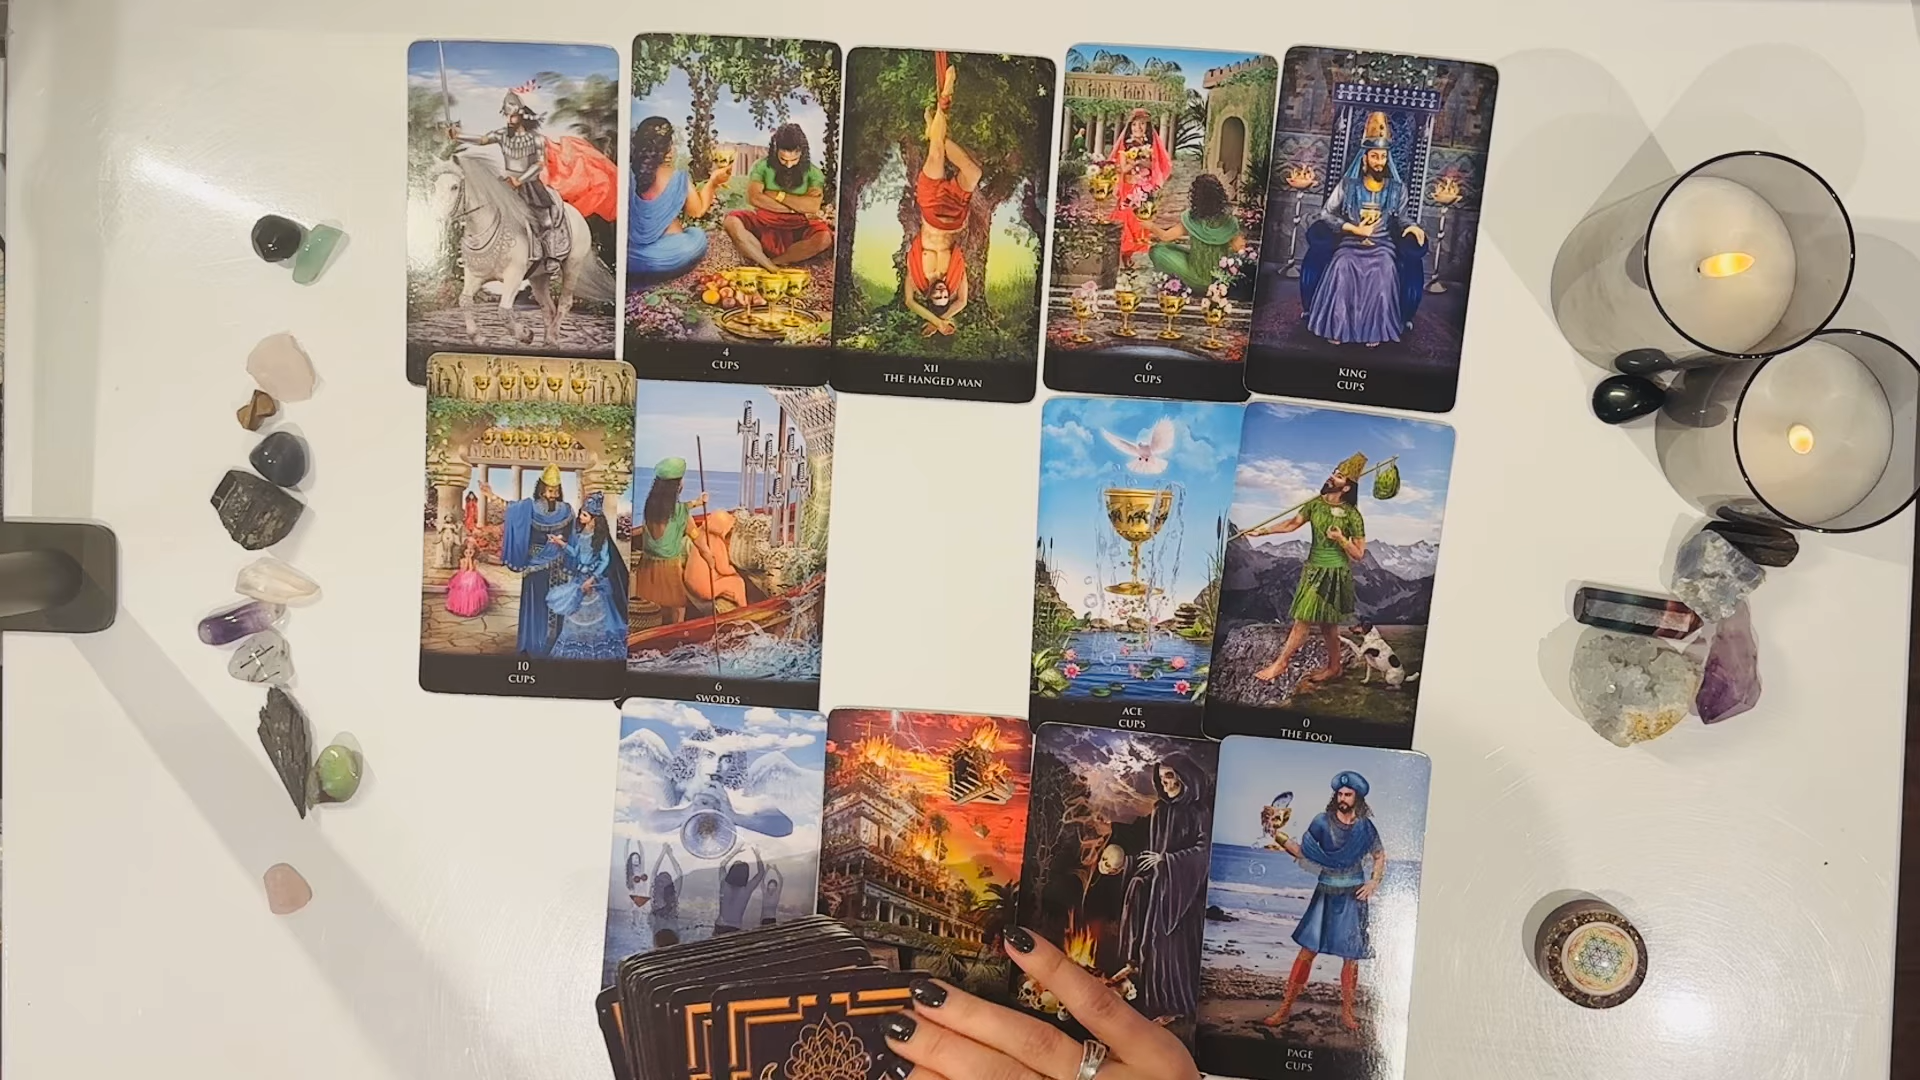 4
CUPS
XII
THE HANGED MAN
6
CUPS
KING
CUPS
10
CUPS
6
SWORDS
ACE
CUPS
0
THE FOOL
PAGE
CUPS